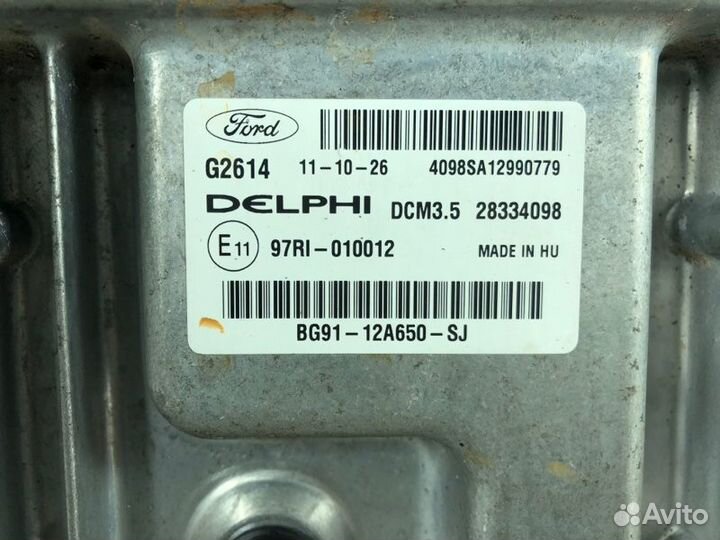 Ford
G2614 11-10-26 4098SA12990779
DELPHI DCM3.5 28334098
E11 97RI-010012 MADE IN HU
BG91-12A650-SJ
Avito